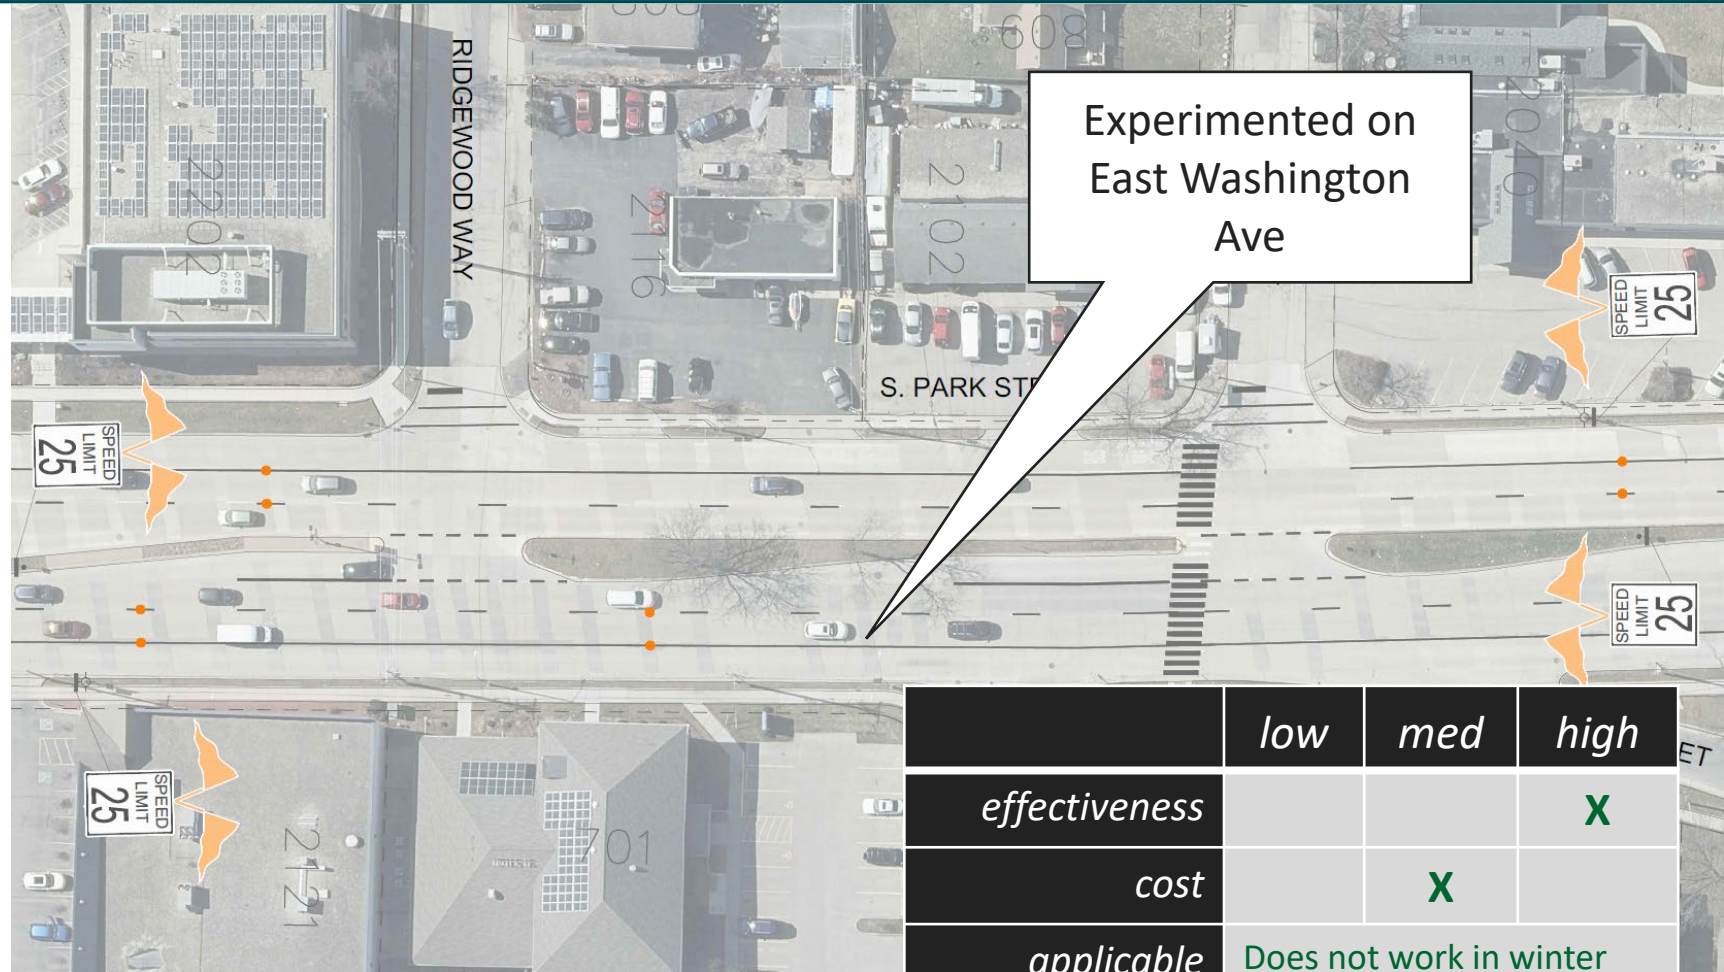 608
RIDGEWOOD WAY
Experimented on
East Washington
Ave
2202
2116
2102
2040
SPEED
LIMIT
25
S. PARK ST
SPEED
LIMIT
25
SPEED
LIMIT
25
SPEED
LIMIT
25
2121
701
ET
low med high
effectiveness X
cost X
applicable Does not work in winter